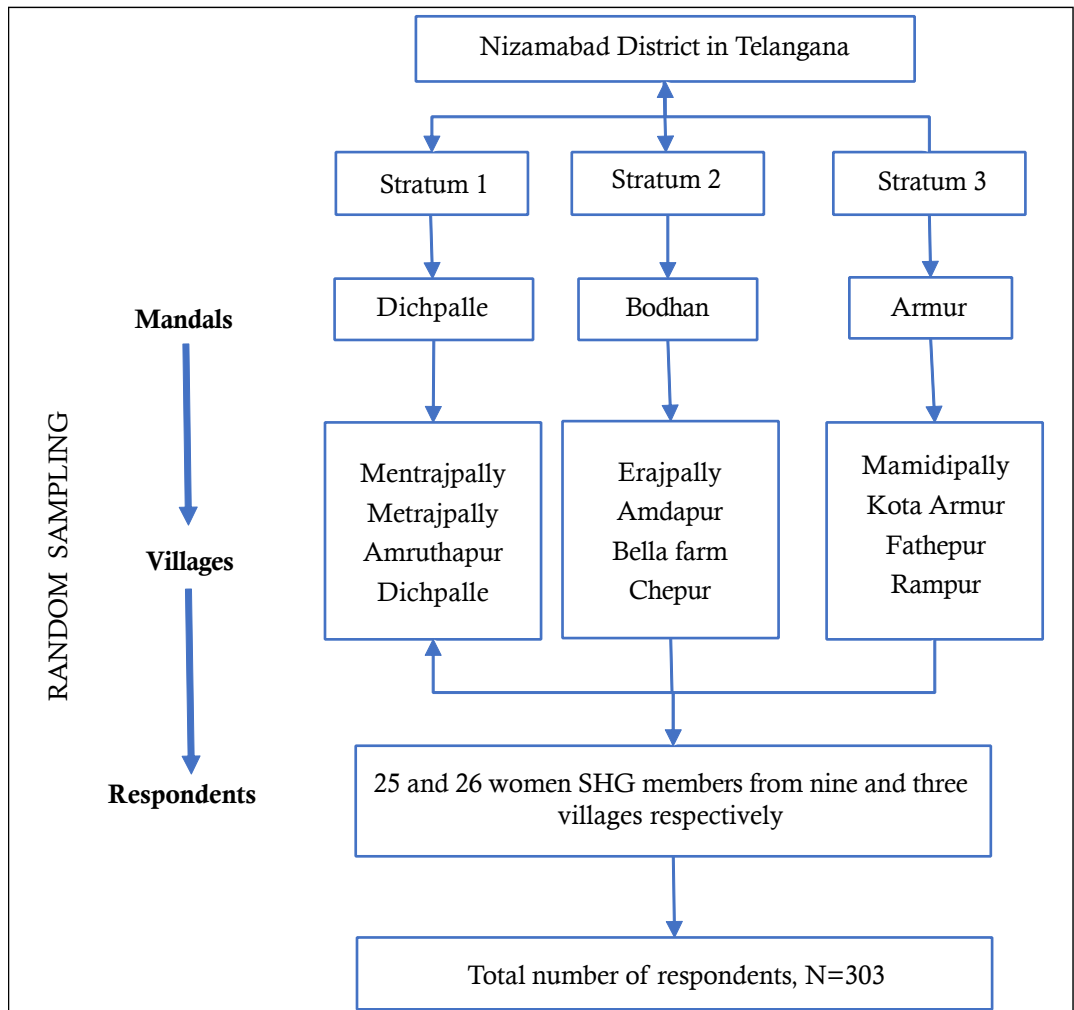 Nizamabad District in Telangana
Stratum 1
Stratum 2
Stratum 3
Mandals
Dichpalle
Bodhan
Armur
RANDOM SAMPLING
Villages
Mentrajpally
Metrajpally
Amruthapur
Dichpalle
Erajpally
Amdapur
Bella farm
Chepur
Mamidipally
Kota Armur
Fathepur
Rampur
Respondents
25 and 26 women SHG members from nine and three
villages respectively
Total number of respondents, N=303